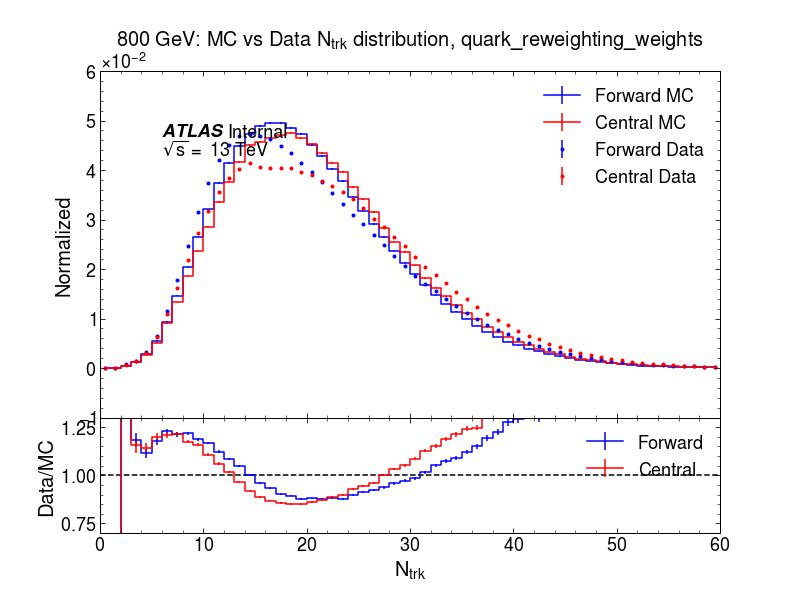 800 GeV: MC vs Data N_trk distribution, quark_reweighting_weights
×10⁻²
6
5
4
3
2
1
0
−1
Normalized
ATLAS Internal
√s = 13 TeV
Forward MC
Central MC
Forward Data
Central Data
1.25
1.00
0.75
Data/MC
Forward
Central
0 10 20 30 40 50 60
N_trk